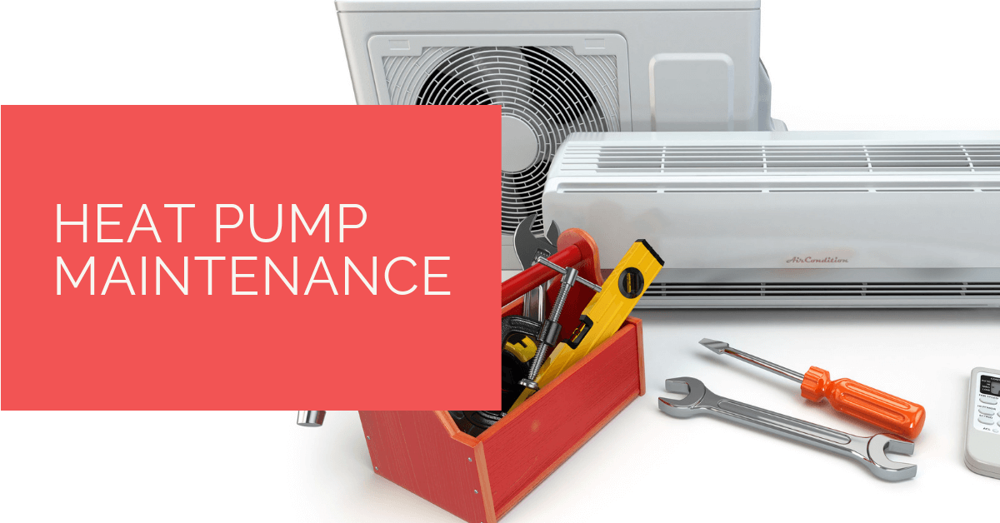 HEAT PUMP
MAINTENANCE
AirCondition